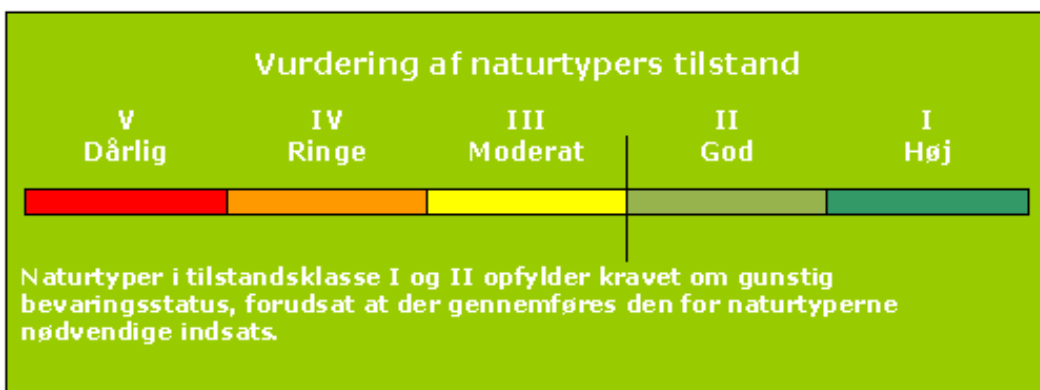 Vurdering af naturtypers tilstand
V IV III II I
Dårlig Ringe Moderat God Høj
Naturtyper i tilstandsklasse I og II opfylder kravet om gunstig
bevaringsstatus, forudsat at der gennemføres den for naturtyperne
nødvendige indsats.